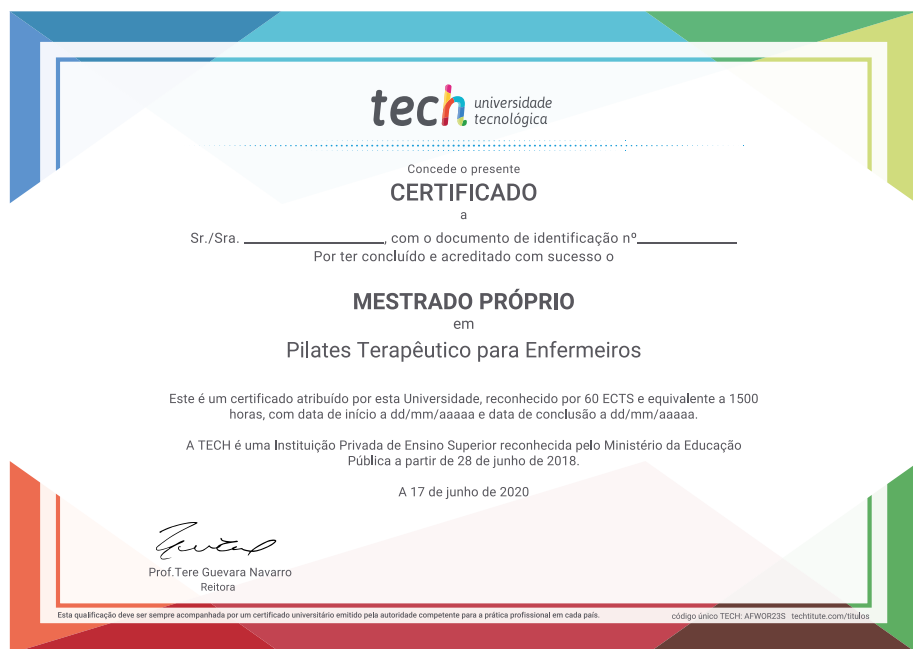 tech universidade
tecnológica
Concede o presente
CERTIFICADO
a
Sr./Sra. ____________________, com o documento de identificação nº______________
Por ter concluído e acreditado com sucesso o
MESTRADO PRÓPRIO
em
Pilates Terapêutico para Enfermeiros
Este é um certificado atribuído por esta Universidade, reconhecido por 60 ECTS e equivalente a 1500
horas, com data de início a dd/mm/aaaaa e data de conclusão a dd/mm/aaaaa.
A TECH é uma Instituição Privada de Ensino Superior reconhecida pelo Ministério da Educação
Pública a partir de 28 de junho de 2018.
A 17 de junho de 2020
Prof.Tere Guevara Navarro
Reitora
Esta qualificação deve ser sempre acompanhada por um certificado universitário emitido pela autoridade competente para a prática profissional em cada país.
código único TECH: AFWOR23S techtitute.com/titulos